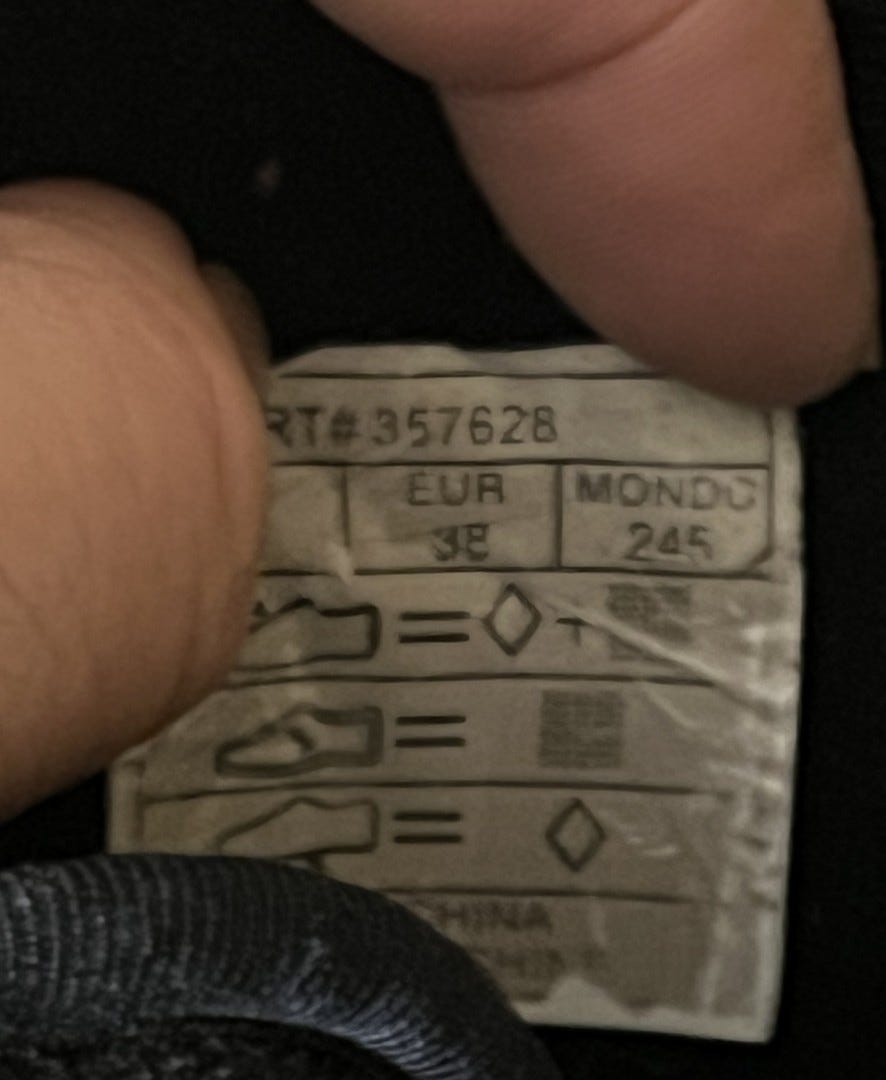 RT# 357628
EUR MONDO
38 245
CHINA